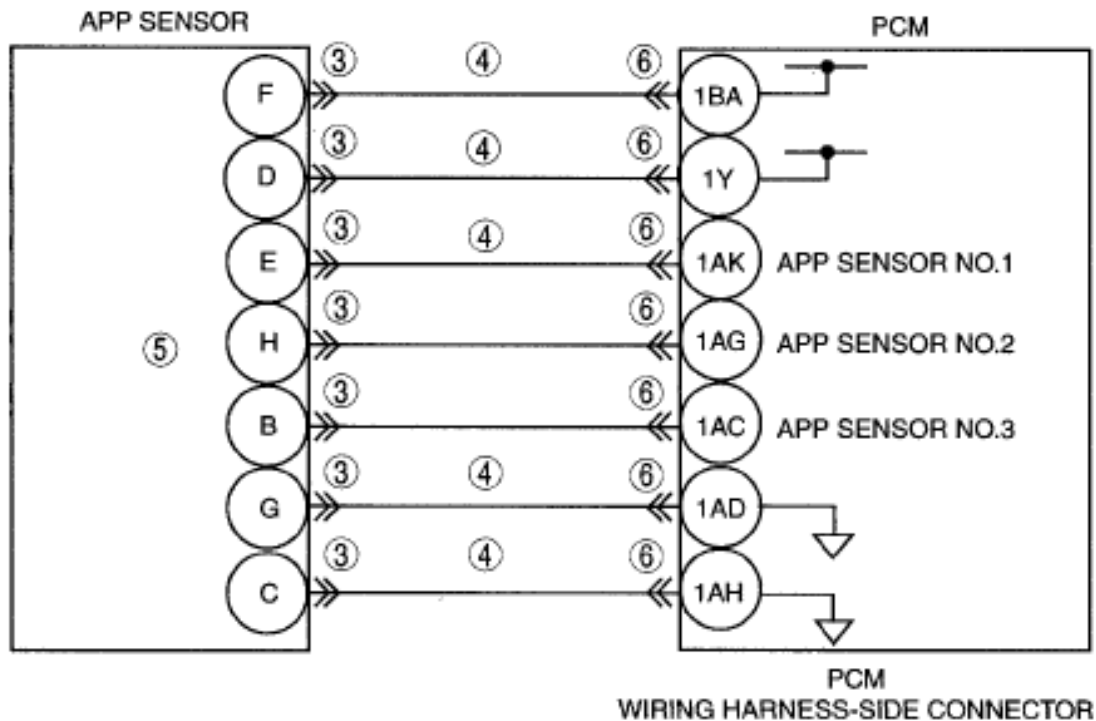 APP SENSOR
PCM
F ③ ④ ⑥ 1BA
D ③ ④ ⑥ 1Y
E ③ ④ ⑥ 1AK APP SENSOR NO.1
⑤
H ③ ⑥ 1AG APP SENSOR NO.2
B ③ ⑥ 1AC APP SENSOR NO.3
G ③ ④ ⑥ 1AD
C ③ ④ ⑥ 1AH
PCM
WIRING HARNESS-SIDE CONNECTOR